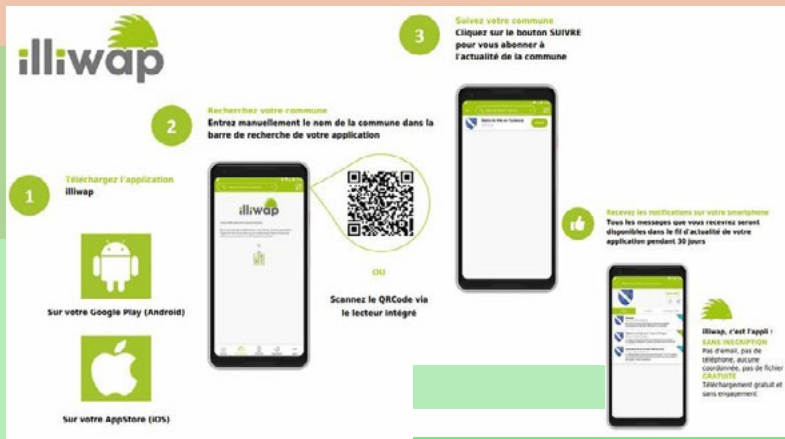 illiwap
1
Téléchargez l'application
illiwap
Sur votre Google Play (Android)
Sur votre AppStore (iOS)
2
Recherchez votre commune
Entrez manuellement le nom de la commune dans la
barre de recherche de votre application
illiwap
OU
Scannez le QRCode via
le lecteur intégré
3
Suivez votre commune
Cliquez sur le bouton SUIVRE
pour vous abonner à
l'actualité de la commune
Recevez les notifications sur votre smartphone
Tous les messages que vous recevrez seront
disponibles dans le fil d'actualité de votre
application pendant 30 jours
illiwap, c'est l'appli :
SANS INSCRIPTION
Pas d'email, pas de
téléphone, aucune
coordonnée, pas de fichier
GRATUITE
Téléchargement gratuit et
sans engagement